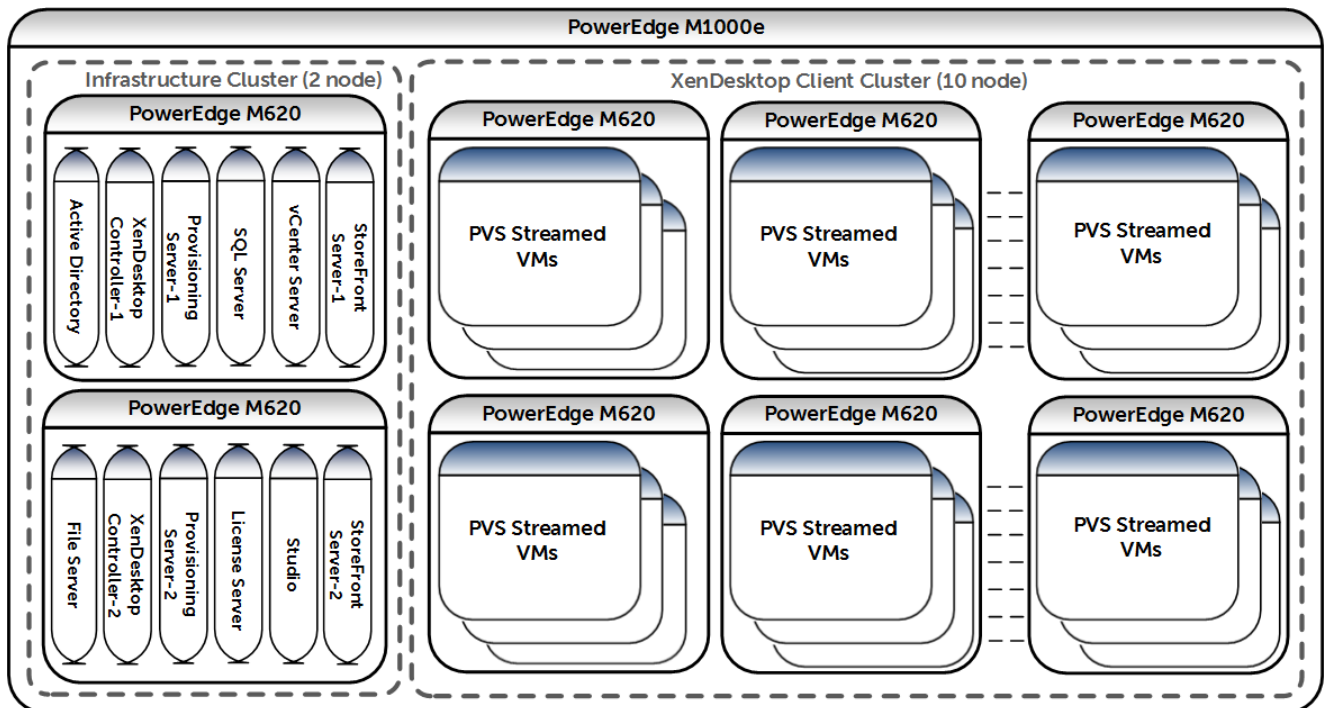 PowerEdge M1000e
Infrastructure Cluster (2 node)
PowerEdge M620
Active Directory
XenDesktop
Controller-1
Provisioning
Server-1
SQL Server
vCenter Server
StoreFront
Server-1
PowerEdge M620
File Server
XenDesktop
Controller-2
Provisioning
Server-2
License Server
Studio
StoreFront
Server-2
XenDesktop Client Cluster (10 node)
PowerEdge M620
PVS Streamed
VMs
PowerEdge M620
PVS Streamed
VMs
PowerEdge M620
PVS Streamed
VMs
PowerEdge M620
PVS Streamed
VMs
PowerEdge M620
PVS Streamed
VMs
PowerEdge M620
PVS Streamed
VMs